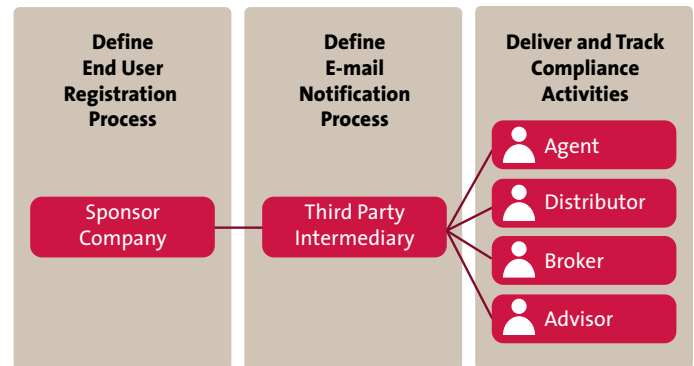 Define
End User
Registration
Process
Define
E-mail
Notification
Process
Deliver and Track
Compliance
Activities
Sponsor
Company
Third Party
Intermediary
Agent
Distributor
Broker
Advisor